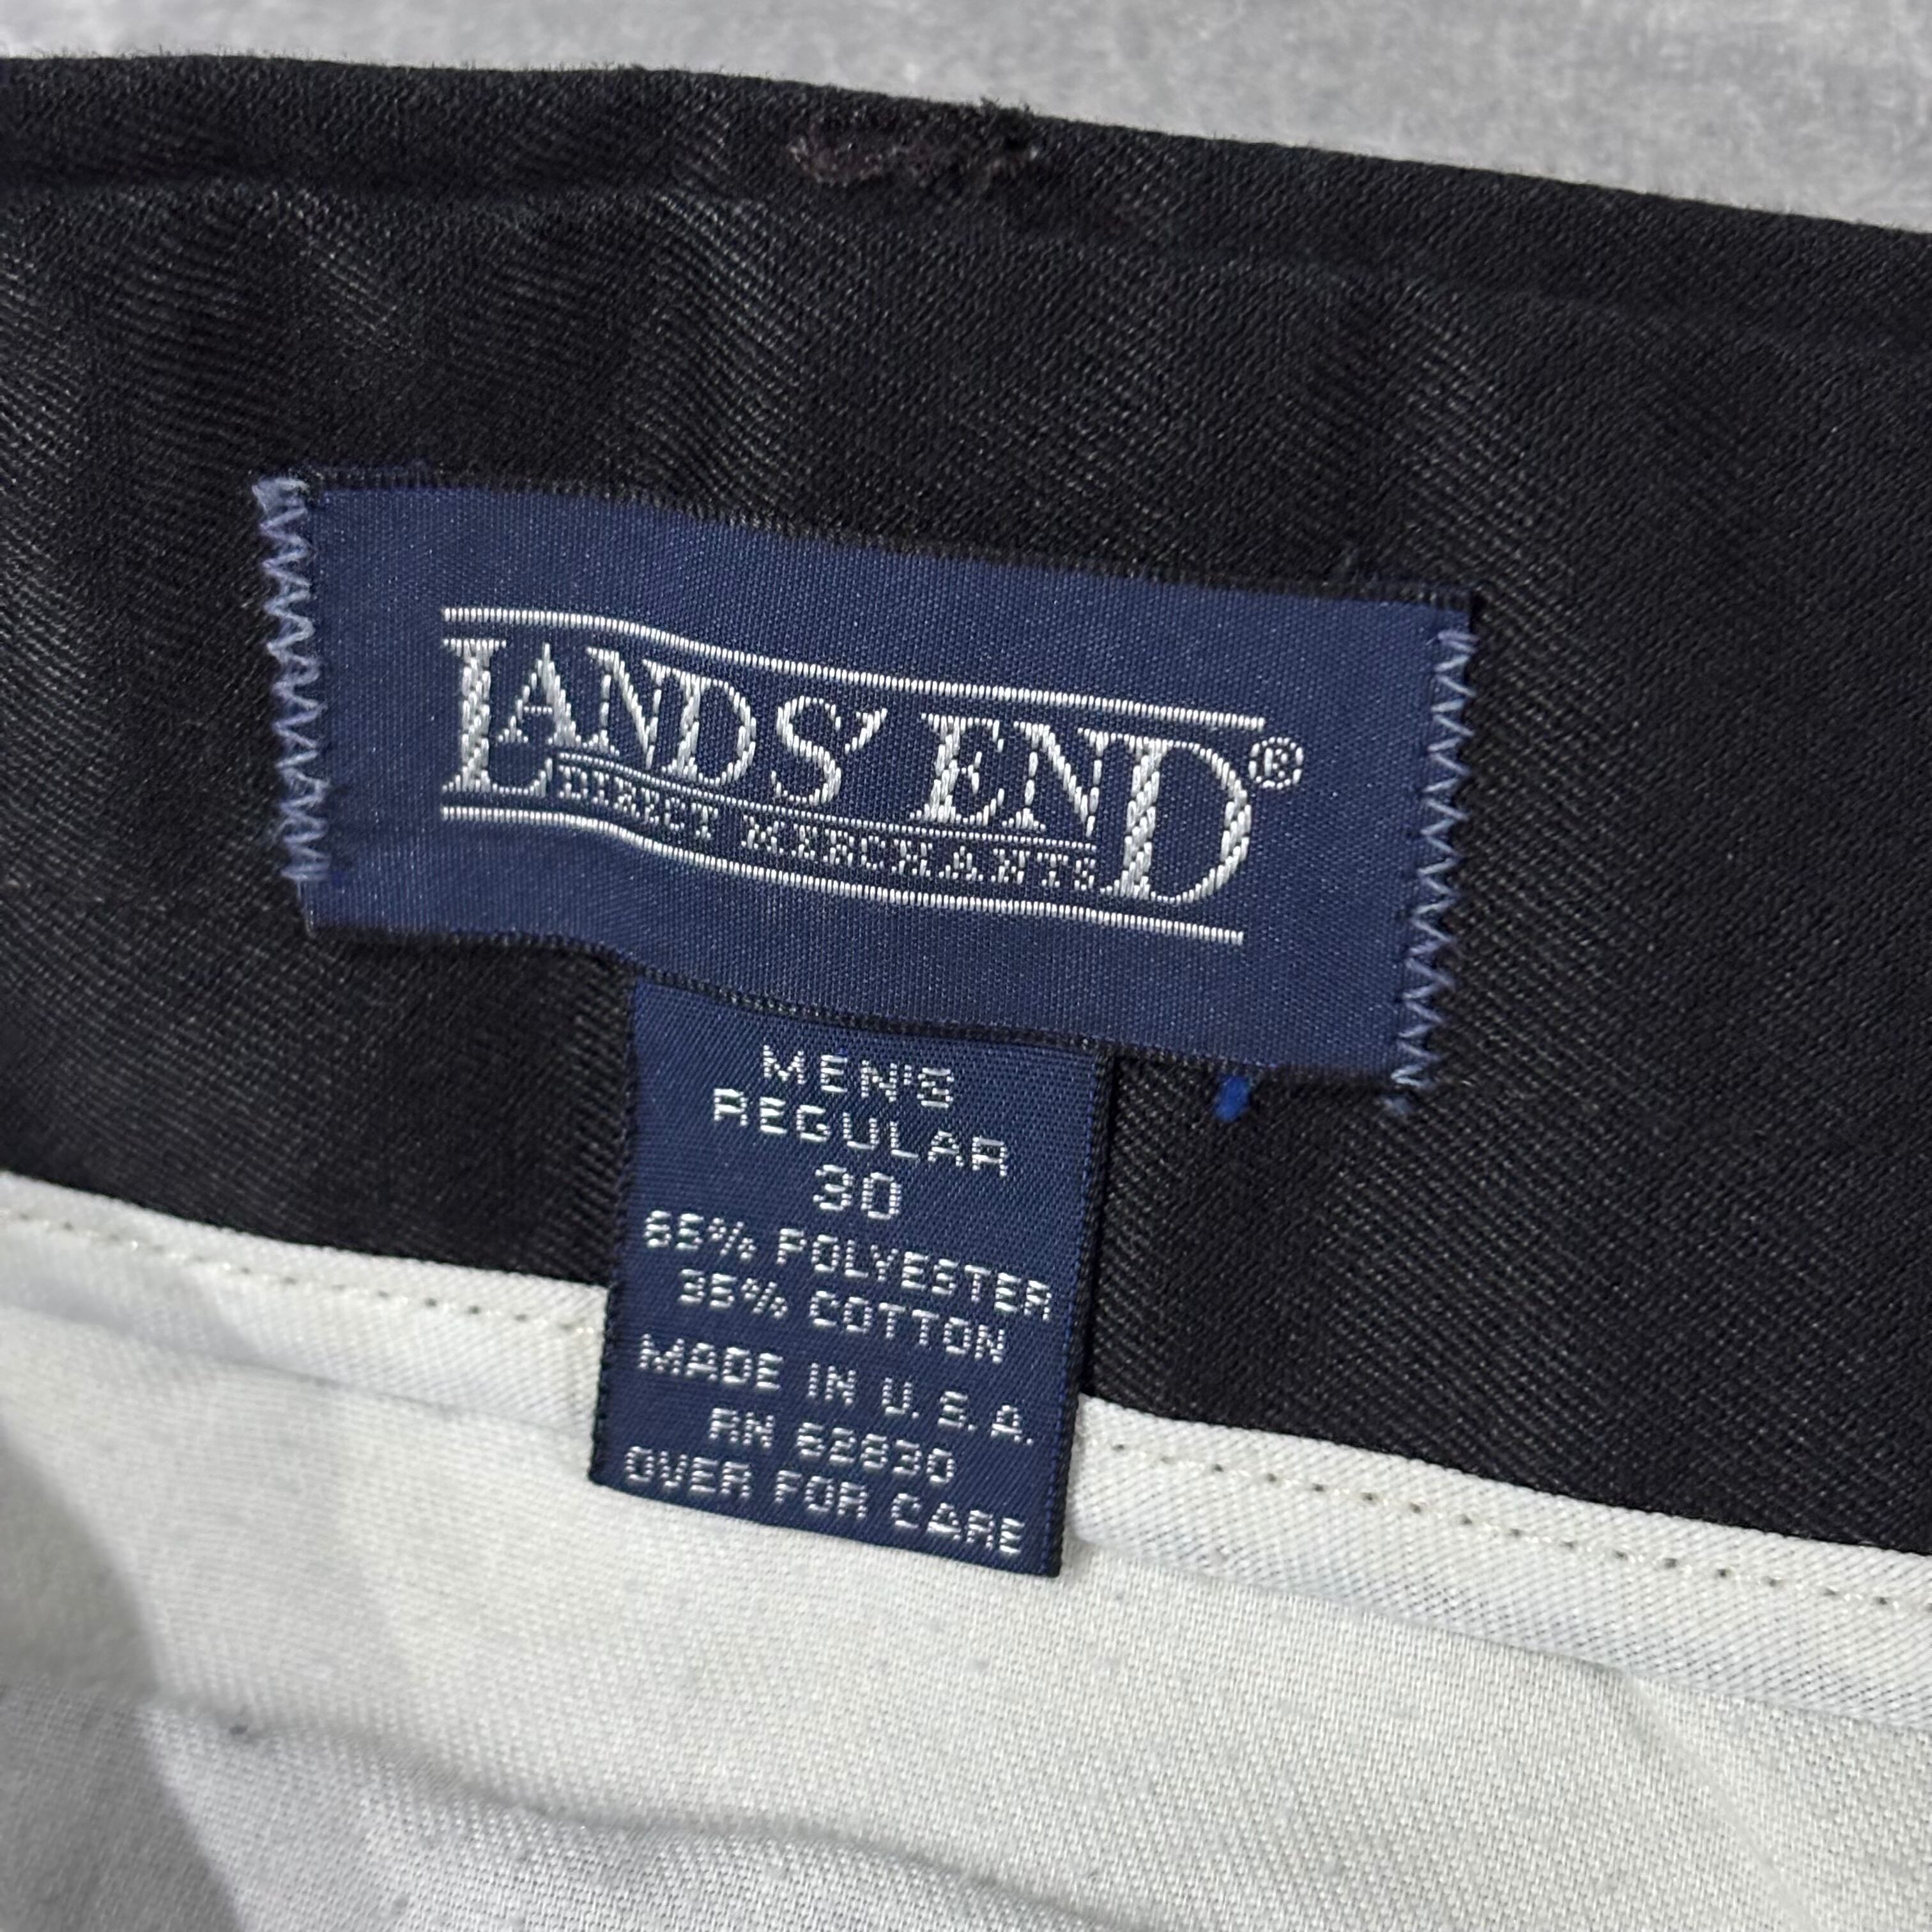 LANDS' END®
DIRECT MERCHANTS
MEN'S
REGULAR
30
65% POLYESTER
35% COTTON
MADE IN U.S.A.
RN 62830
OVER FOR CARE